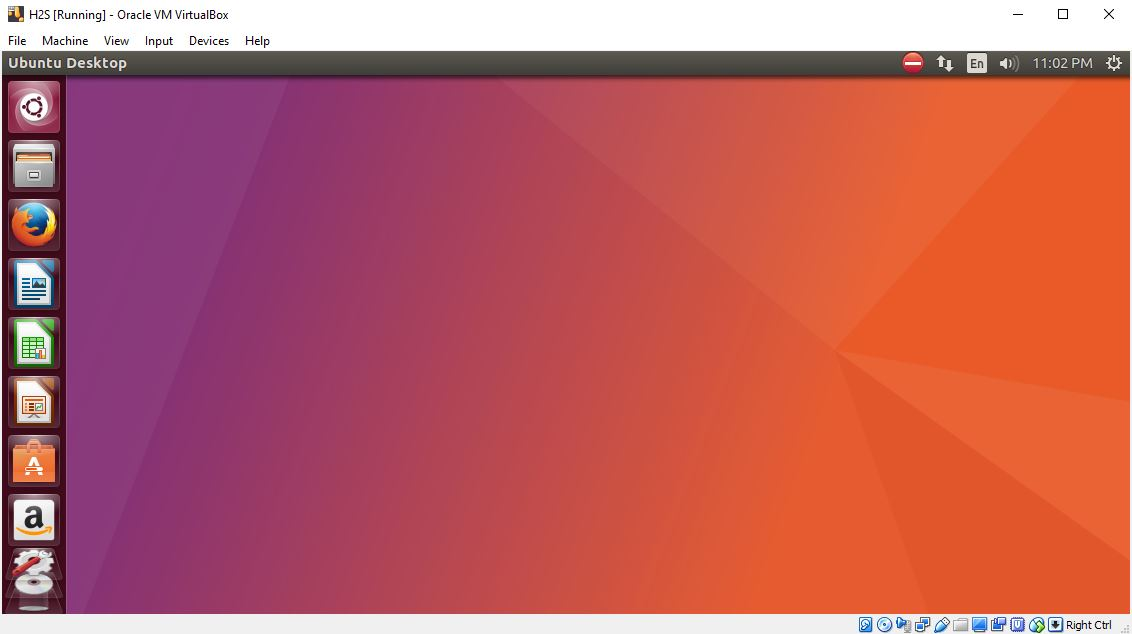 H2S [Running] - Oracle VM VirtualBox
File Machine View Input Devices Help
Ubuntu Desktop En 11:02 PM
A
a
Right Ctrl